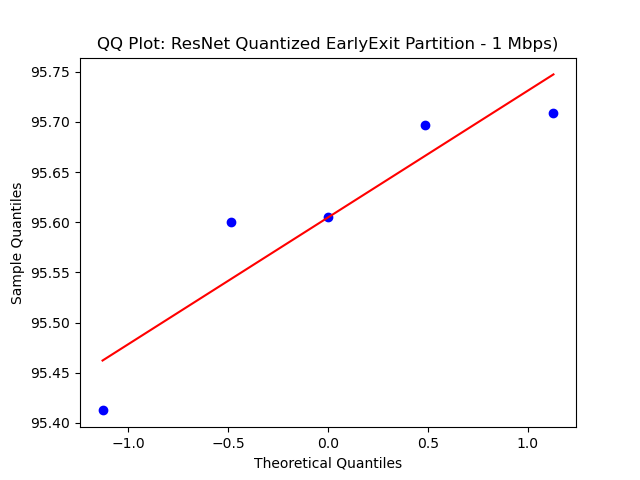 QQ Plot: ResNet Quantized EarlyExit Partition - 1 Mbps)
95.75
95.70
95.65
95.60
95.55
95.50
95.45
95.40
Sample Quantiles
−1.0 −0.5 0.0 0.5 1.0
Theoretical Quantiles